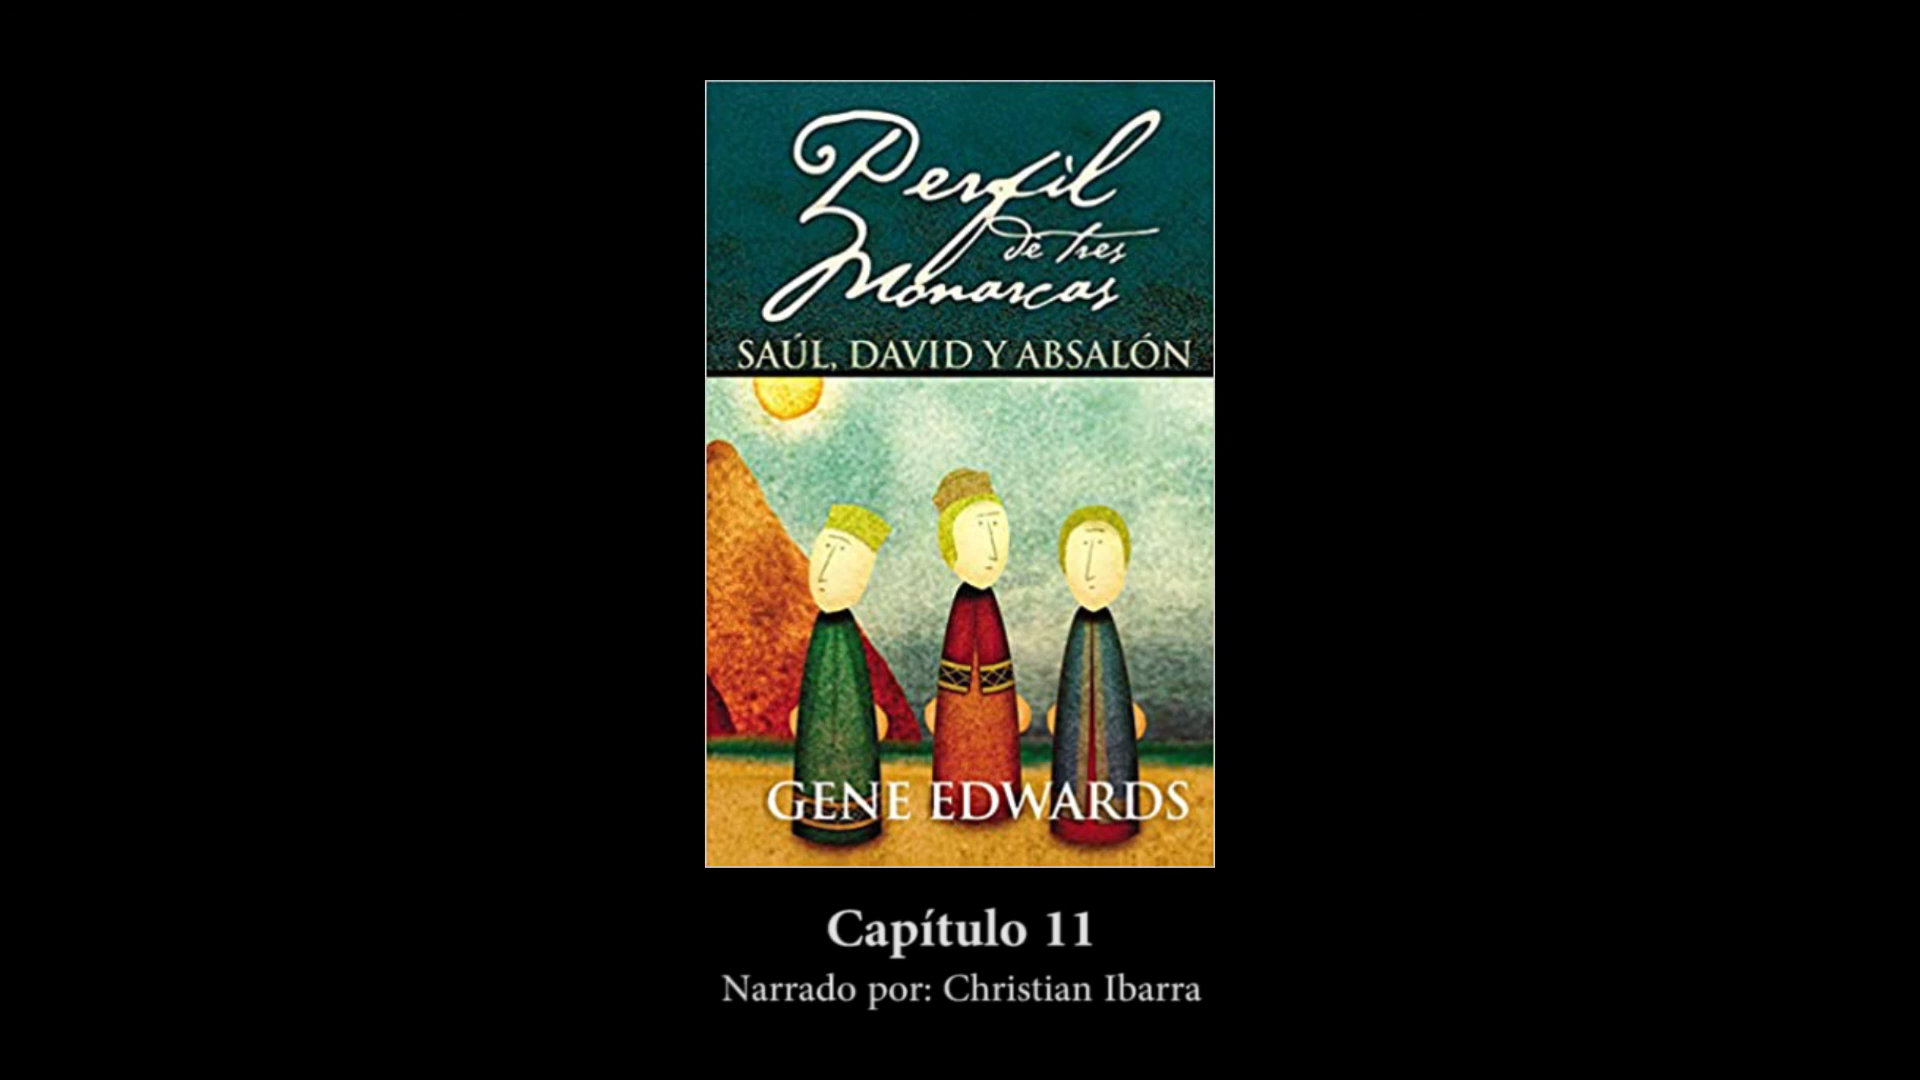 Perfil
de tres
Monarcas
SAÚL, DAVID Y ABSALÓN
GENE EDWARDS
Capítulo 11
Narrado por: Christian Ibarra